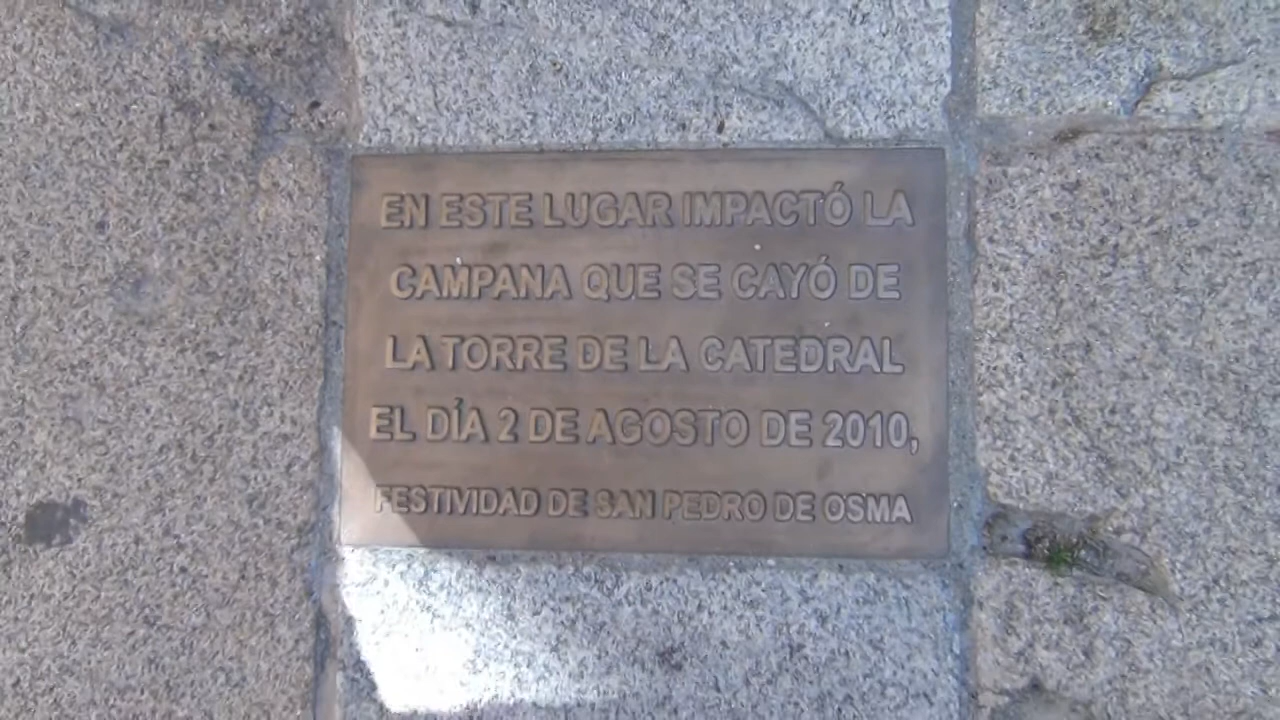 EN ESTE LUGAR IMPACTÓ LA
CAMPANA QUE SE CAYÓ DE
LA TORRE DE LA CATEDRAL
EL DÍA 2 DE AGOSTO DE 2010,
FESTIVIDAD DE SAN PEDRO DE OSMA